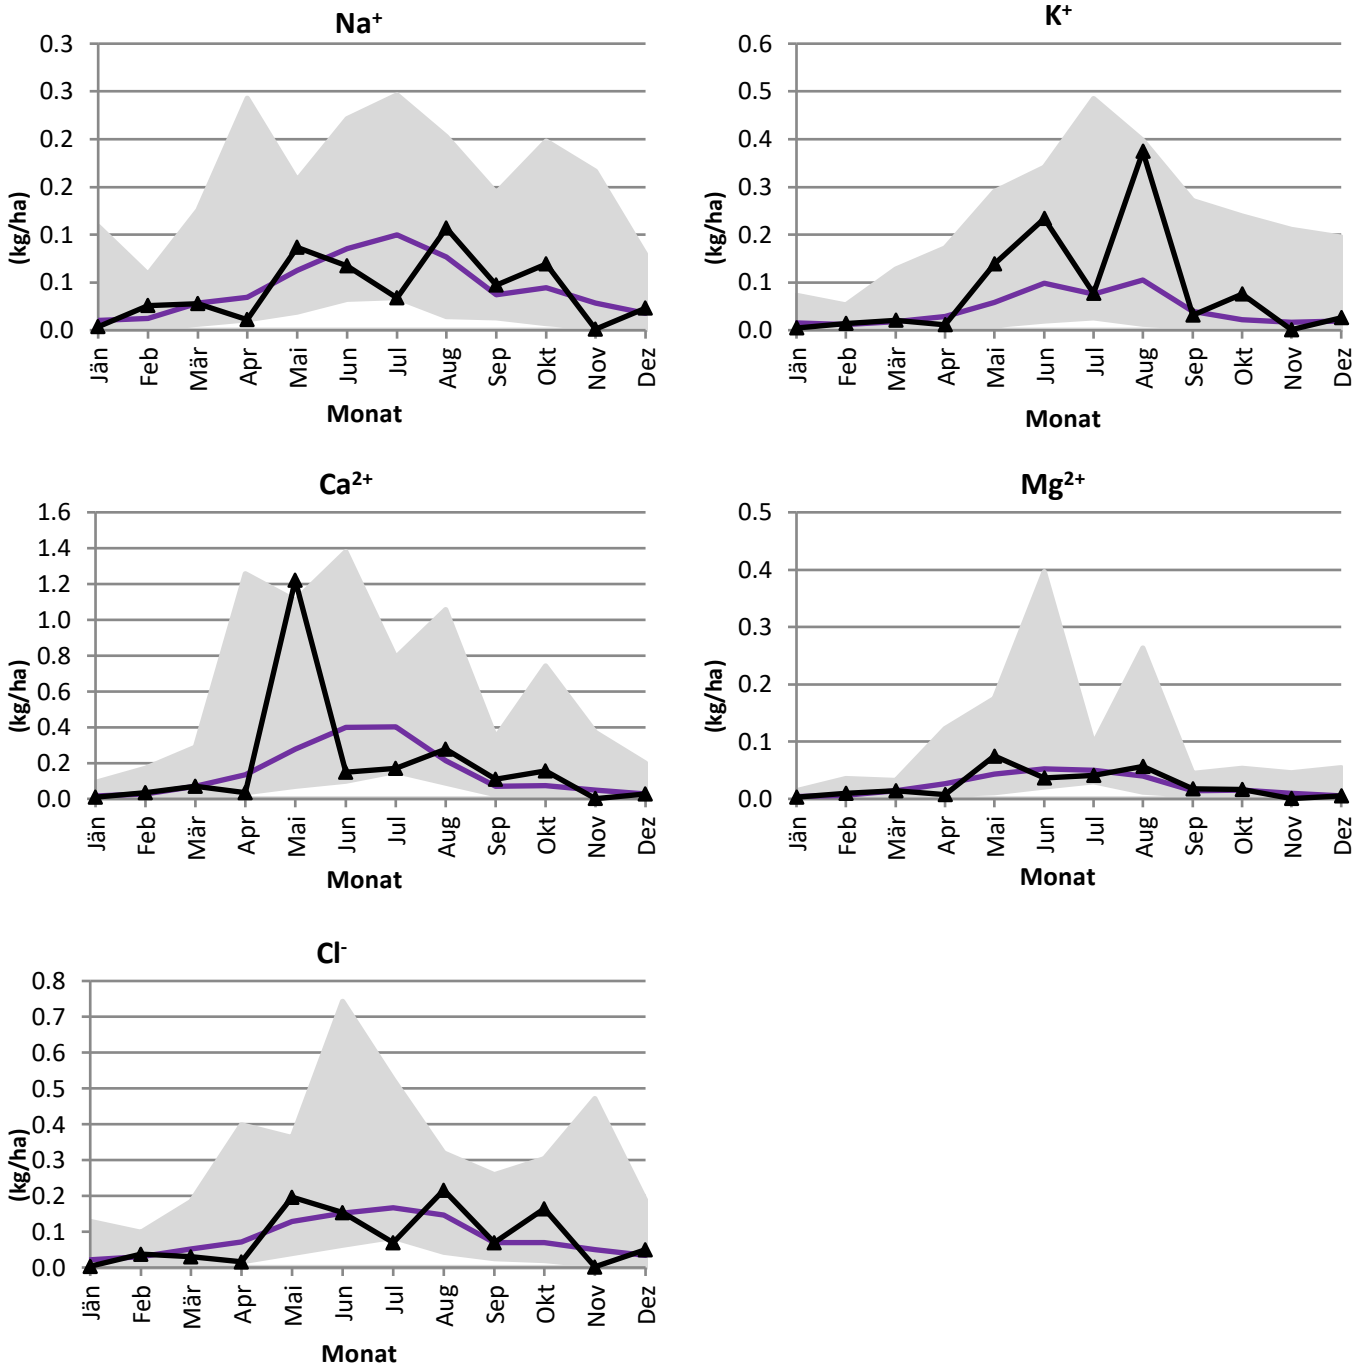 Na⁺
0.3
0.3
0.2
0.2
0.1
0.1
0.0
(kg/ha)
Jän Feb Mär Apr Mai Jun Jul Aug Sep Okt Nov Dez
Monat
K⁺
0.6
0.5
0.4
0.3
0.2
0.1
0.0
(kg/ha)
Jän Feb Mär Apr Mai Jun Jul Aug Sep Okt Nov Dez
Monat
Ca²⁺
1.6
1.4
1.2
1.0
0.8
0.6
0.4
0.2
0.0
(kg/ha)
Jän Feb Mär Apr Mai Jun Jul Aug Sep Okt Nov Dez
Monat
Mg²⁺
0.5
0.4
0.3
0.2
0.1
0.0
(kg/ha)
Jän Feb Mär Apr Mai Jun Jul Aug Sep Okt Nov Dez
Monat
Cl⁻
0.8
0.7
0.6
0.5
0.4
0.3
0.2
0.1
0.0
(kg/ha)
Jän Feb Mär Apr Mai Jun Jul Aug Sep Okt Nov Dez
Monat